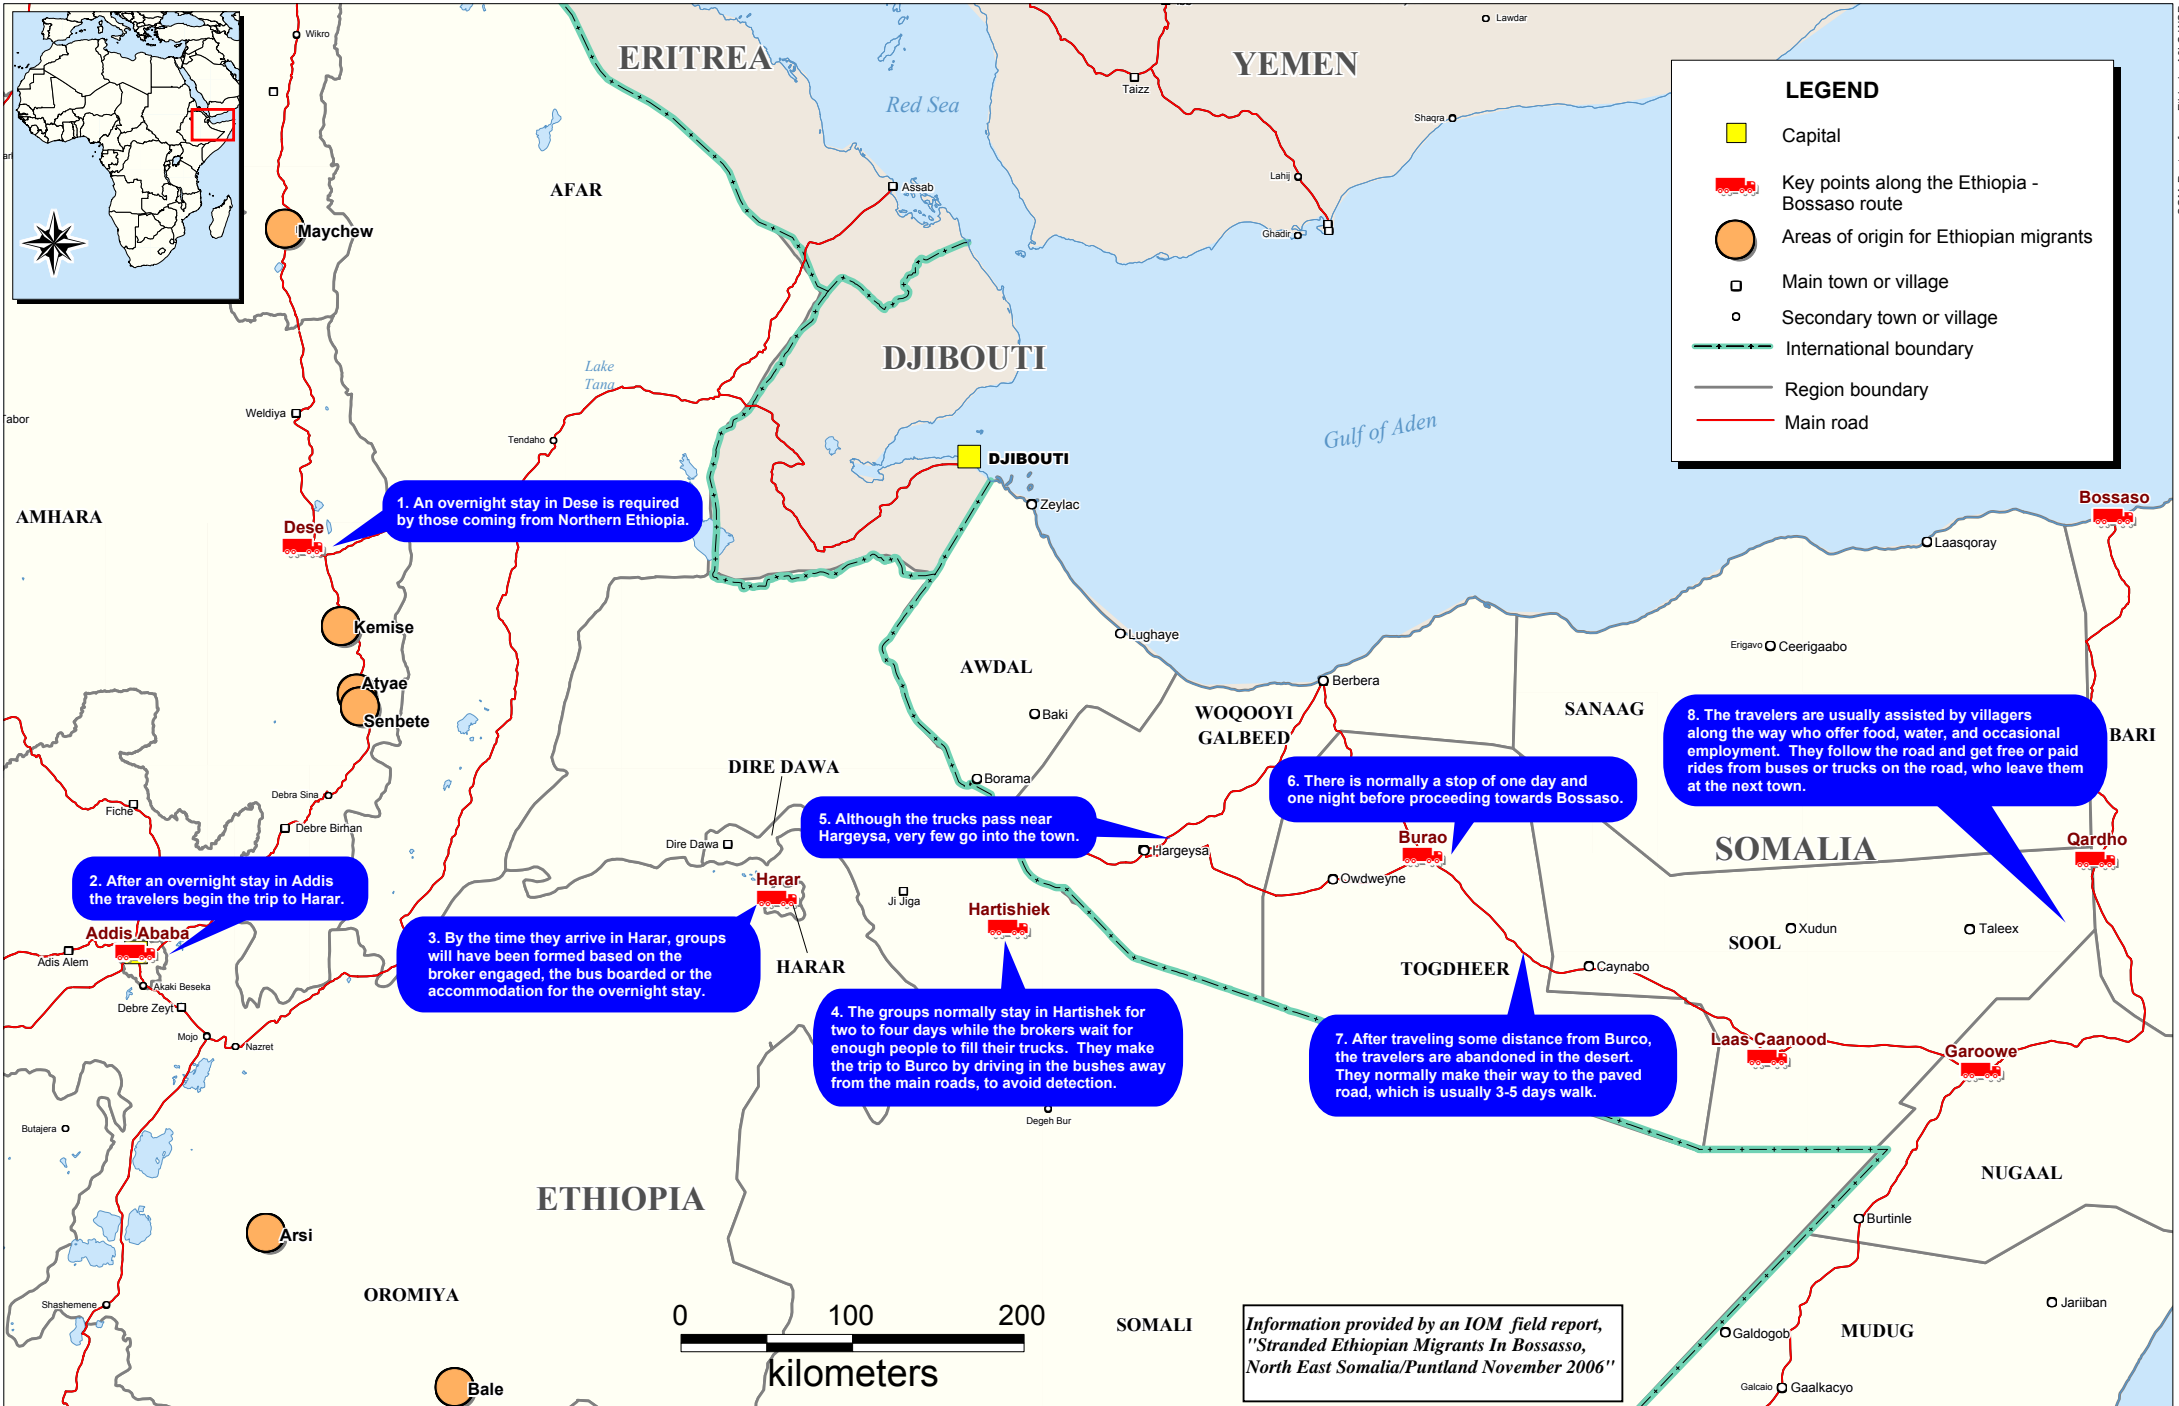 Wikro
ERITREA
YEMEN
Lawdar
Red Sea
Taizz
Shaqra
AFAR
Assab
Lahij
Ghadir
Maychew
LEGEND
Capital
Key points along the Ethiopia -
Bossaso route
Areas of origin for Ethiopian migrants
Main town or village
Secondary town or village
International boundary
Region boundary
Main road
DJIBOUTI
Lake
Tana
Weldiya
Tendaho
Tabor
DJIBOUTI
Gulf of Aden
Zeylac
AMHARA
Dese
1. An overnight stay in Dese is required
by those coming from Northern Ethiopia.
Bossaso
Laasqoray
Kemise
Lughaye
Erigavo
Ceerigaabo
AWDAL
Atyae
Senbete
Berbera
Baki
WOQOOYI
GALBEED
SANAAG
8. The travelers are usually assisted by villagers
along the way who offer food, water, and occasional
employment. They follow the road and get free or paid
rides from buses or trucks on the road, who leave them
at the next town.
BARI
DIRE DAWA
Borama
6. There is normally a stop of one day and
one night before proceeding towards Bossaso.
Debra Sina
Fiche
Debre Birhan
5. Although the trucks pass near
Hargeysa, very few go into the town.
Dire Dawa
Hargeysa
Burao
SOMALIA
Qardho
2. After an overnight stay in Addis
the travelers begin the trip to Harar.
Harar
Ji Jiga
Owdweyne
Hartishiek
Xudun
Taleex
SOOL
Addis Ababa
Adis Alem
3. By the time they arrive in Harar, groups
will have been formed based on the
broker engaged, the bus boarded or the
accommodation for the overnight stay.
HARAR
TOGDHEER
Caynabo
Akaki Beseka
Debre Zeyt
Mojo
Nazret
4. The groups normally stay in Hartishek for
two to four days while the brokers wait for
enough people to fill their trucks. They make
the trip to Burco by driving in the bushes away
from the main roads, to avoid detection.
7. After traveling some distance from Burco,
the travelers are abandoned in the desert.
They normally make their way to the paved
road, which is usually 3-5 days walk.
Laas Caanood
Garoowe
Degeh Bur
Butajera
ETHIOPIA
NUGAAL
Burtinle
Arsi
OROMIYA
Shashemene
0 100 200
kilometers
SOMALI
Information provided by an IOM field report,
"Stranded Ethiopian Migrants In Bossasso,
North East Somalia/Puntland November 2006"
Jariiban
Galdogob
MUDUG
Bale
Galcaio
Gaalkacyo